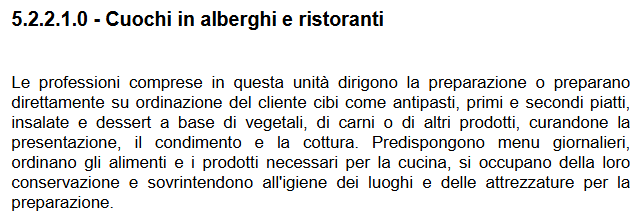 5.2.2.1.0 - Cuochi in alberghi e ristoranti
Le professioni comprese in questa unità dirigono la preparazione o preparano
direttamente su ordinazione del cliente cibi come antipasti, primi e secondi piatti,
insalate e dessert a base di vegetali, di carni o di altri prodotti, curandone la
presentazione, il condimento e la cottura. Predispongono menu giornalieri,
ordinano gli alimenti e i prodotti necessari per la cucina, si occupano della loro
conservazione e sovrintendono all'igiene dei luoghi e delle attrezzature per la
preparazione.